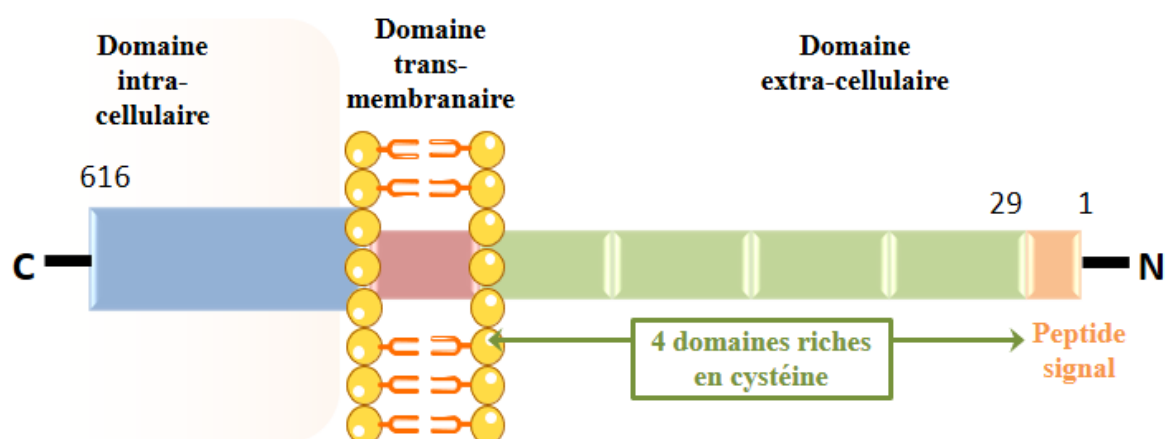 Domaine
intra-
cellulaire
Domaine
trans-
membranaire
Domaine
extra-cellulaire
616
29
1
C
N
4 domaines riches
en cystéine
Peptide
signal